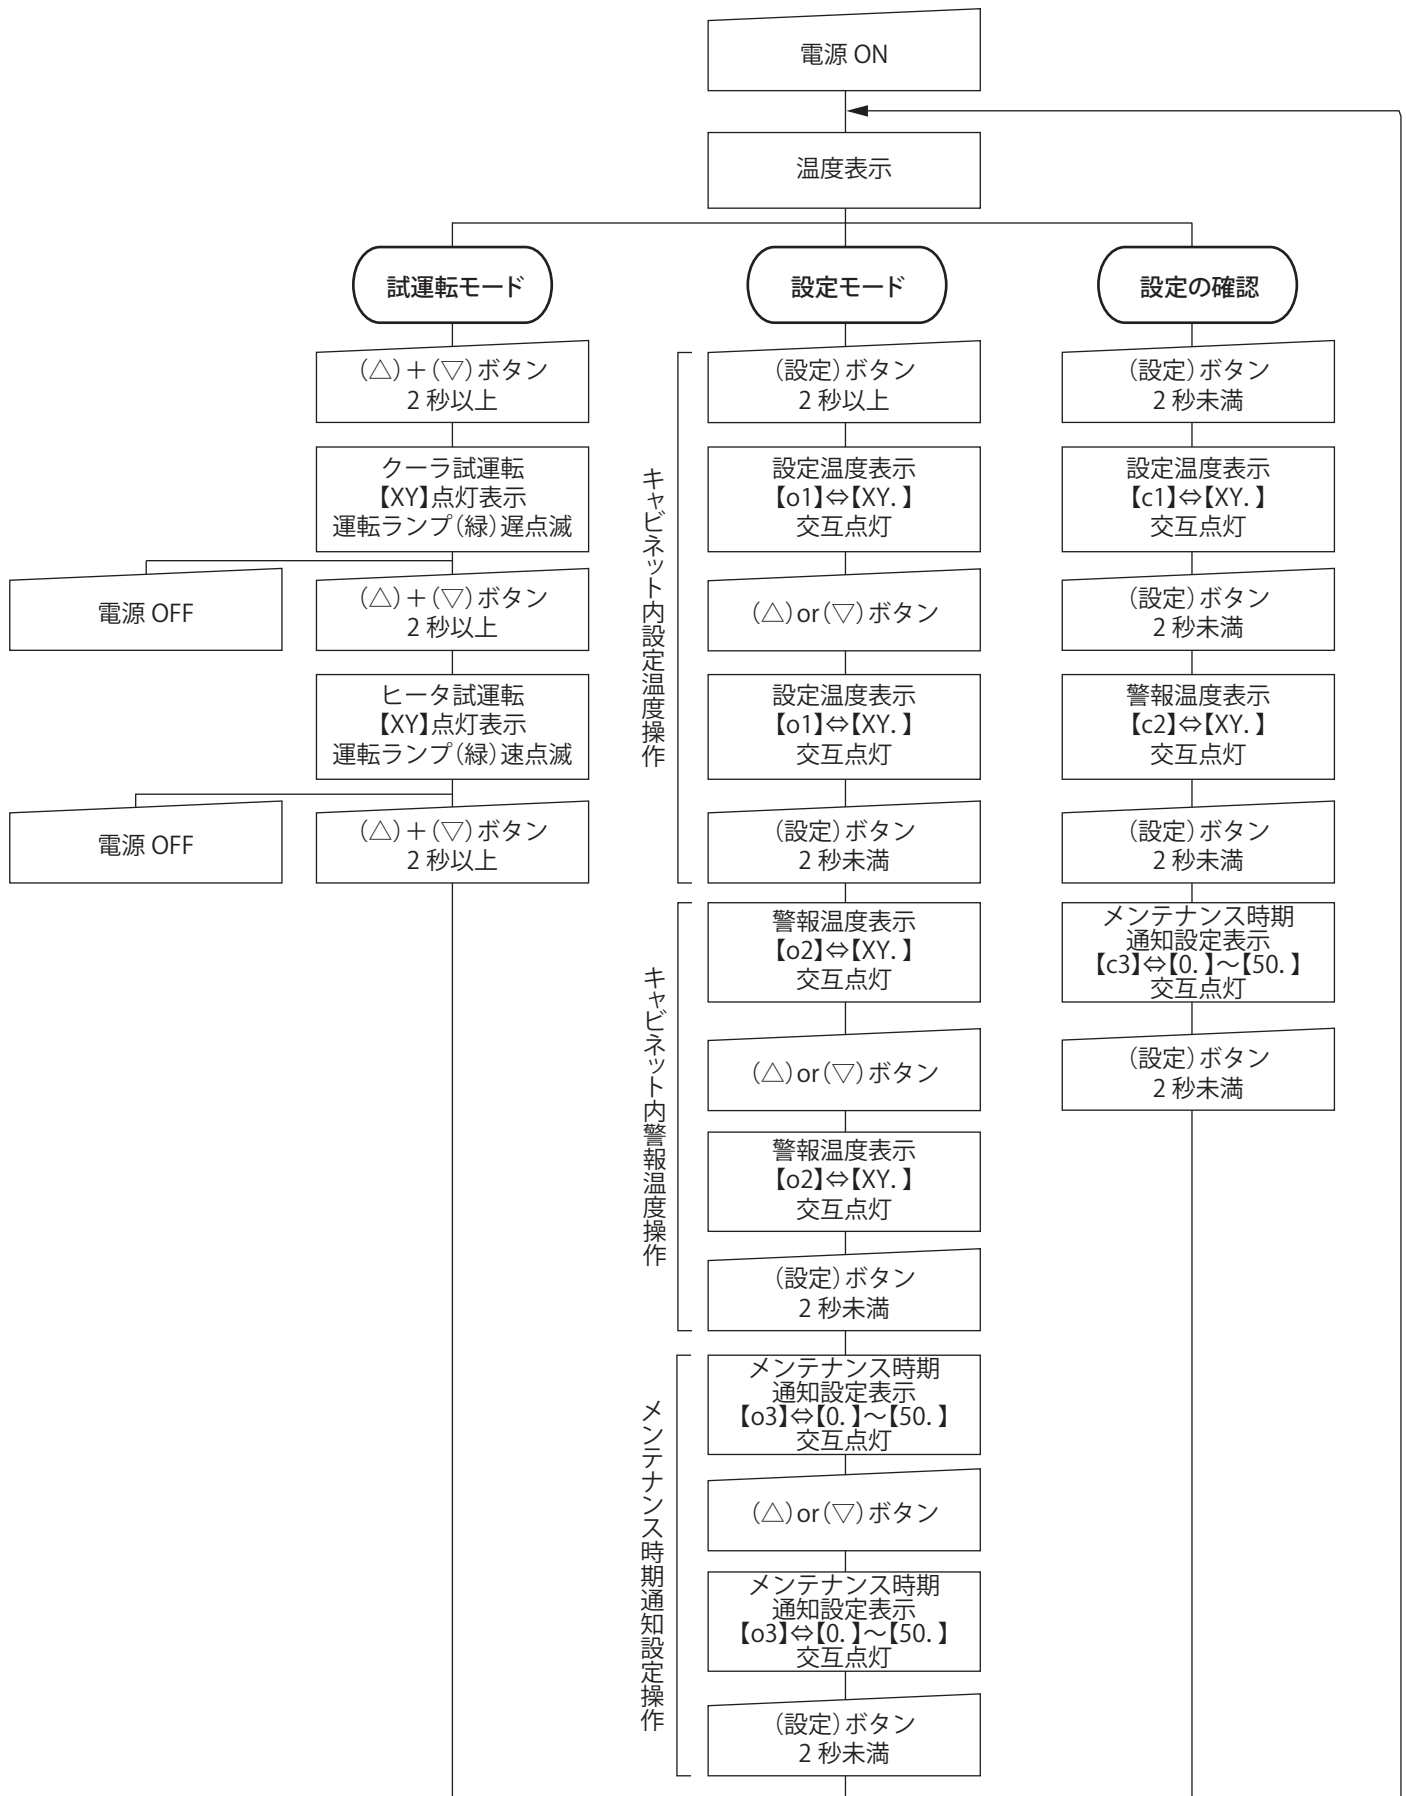 電源 ON
温度表示
試運転モード
(△)+(▽)ボタン
2 秒以上
クーラ試運転
【XY】点灯表示
運転ランプ(緑)遅点滅
電源 OFF
(△)+(▽)ボタン
2 秒以上
ヒータ試運転
【XY】点灯表示
運転ランプ(緑)速点滅
電源 OFF
(△)+(▽)ボタン
2 秒以上
設定モード
キャビネット内設定温度操作
(設定)ボタン
2 秒以上
設定温度表示
【o1】⇔【XY.】
交互点灯
(△)or(▽)ボタン
設定温度表示
【o1】⇔【XY.】
交互点灯
(設定)ボタン
2 秒未満
キャビネット内警報温度操作
警報温度表示
【o2】⇔【XY.】
交互点灯
(△)or(▽)ボタン
警報温度表示
【o2】⇔【XY.】
交互点灯
(設定)ボタン
2 秒未満
メンテナンス時期通知設定操作
メンテナンス時期
通知設定表示
【o3】⇔【0.】~【50.】
交互点灯
(△)or(▽)ボタン
メンテナンス時期
通知設定表示
【o3】⇔【0.】~【50.】
交互点灯
(設定)ボタン
2 秒未満
設定の確認
(設定)ボタン
2 秒未満
設定温度表示
【c1】⇔【XY.】
交互点灯
(設定)ボタン
2 秒未満
警報温度表示
【c2】⇔【XY.】
交互点灯
(設定)ボタン
2 秒未満
メンテナンス時期
通知設定表示
【c3】⇔【0.】~【50.】
交互点灯
(設定)ボタン
2 秒未満